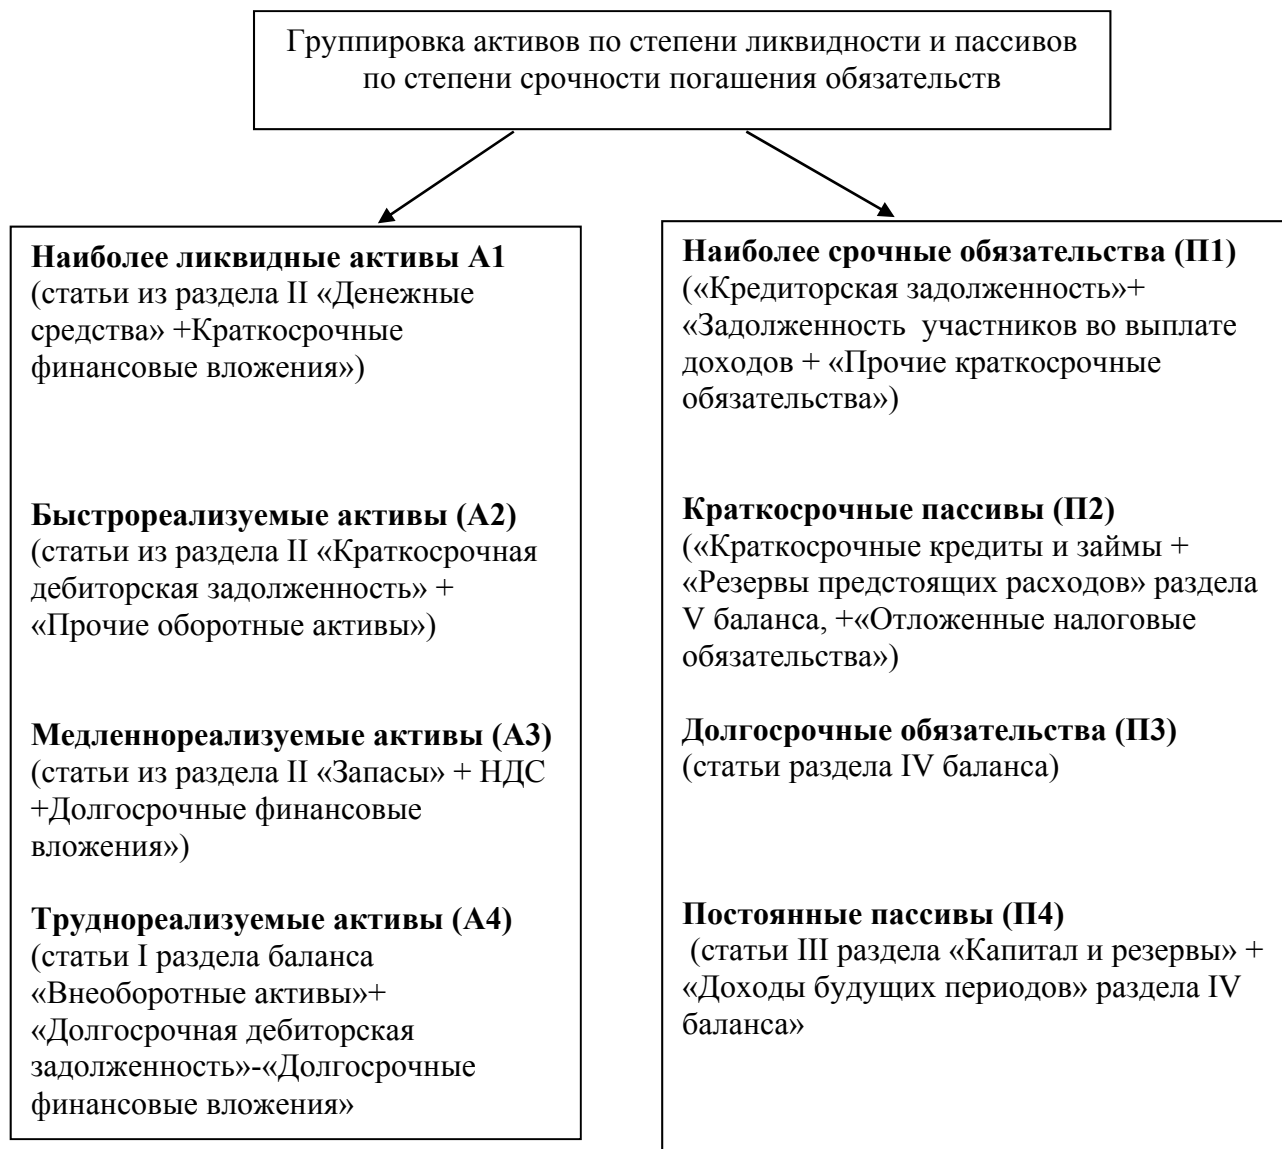 Группировка активов по степени ликвидности и пассивов
по степени срочности погашения обязательств
Наиболее ликвидные активы А1
(статьи из раздела II «Денежные
средства» +Краткосрочные
финансовые вложения»)
Быстрореализуемые активы (А2)
(статьи из раздела II «Краткосрочная
дебиторская задолженность» +
«Прочие оборотные активы»)
Медленнореализуемые активы (А3)
(статьи из раздела II «Запасы» + НДС
+Долгосрочные финансовые
вложения»)
Труднореализуемые активы (А4)
(статьи I раздела баланса
«Внеоборотные активы»+
«Долгосрочная дебиторская
задолженность»-«Долгосрочные
финансовые вложения»
Наиболее срочные обязательства (П1)
(«Кредиторская задолженность»+
«Задолженность участников во выплате
доходов + «Прочие краткосрочные
обязательства»)
Краткосрочные пассивы (П2)
(«Краткосрочные кредиты и займы +
«Резервы предстоящих расходов» раздела
V баланса, +«Отложенные налоговые
обязательства»)
Долгосрочные обязательства (П3)
(статьи раздела IV баланса)
Постоянные пассивы (П4)
(статьи III раздела «Капитал и резервы» +
«Доходы будущих периодов» раздела IV
баланса»